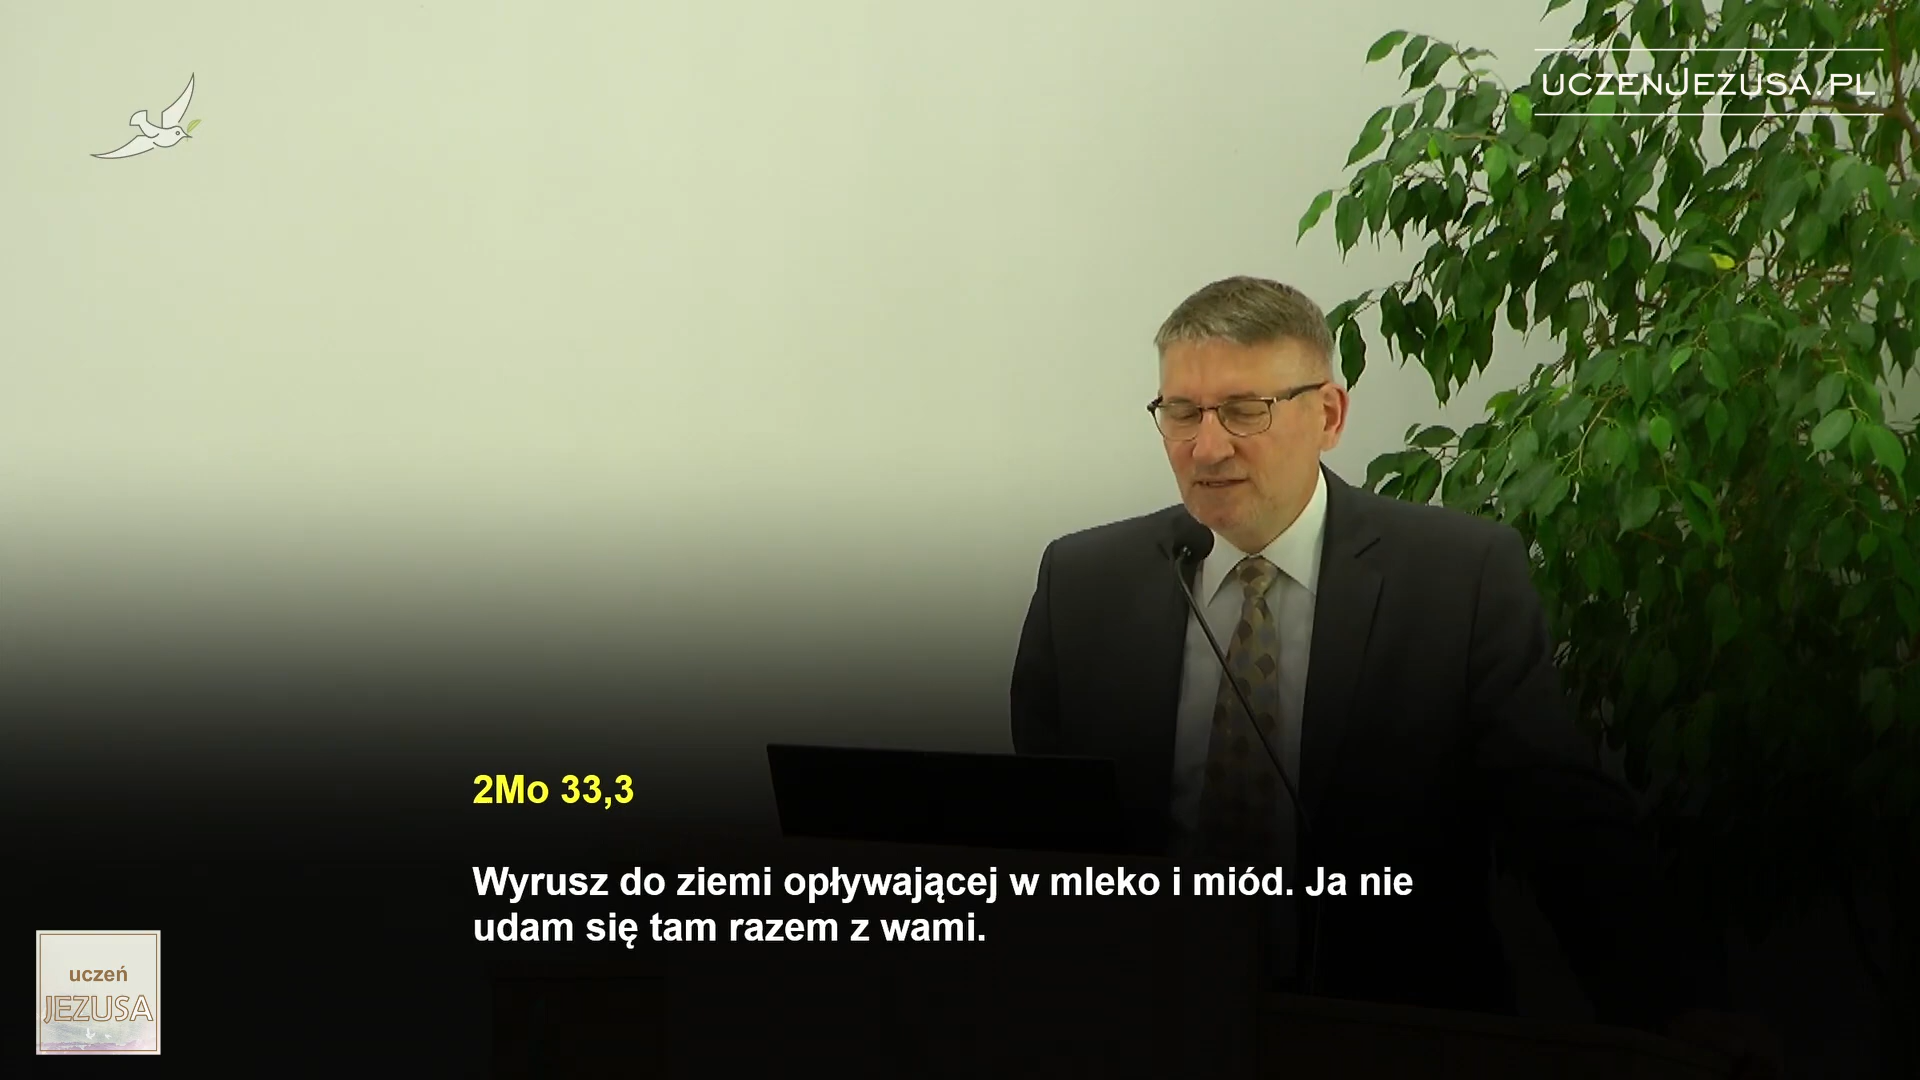 UCZENJEZUSA.PL
2Mo 33,3
Wyrusz do ziemi opływającej w mleko i miód. Ja nie
udam się tam razem z wami.
uczeń
JEZUSA